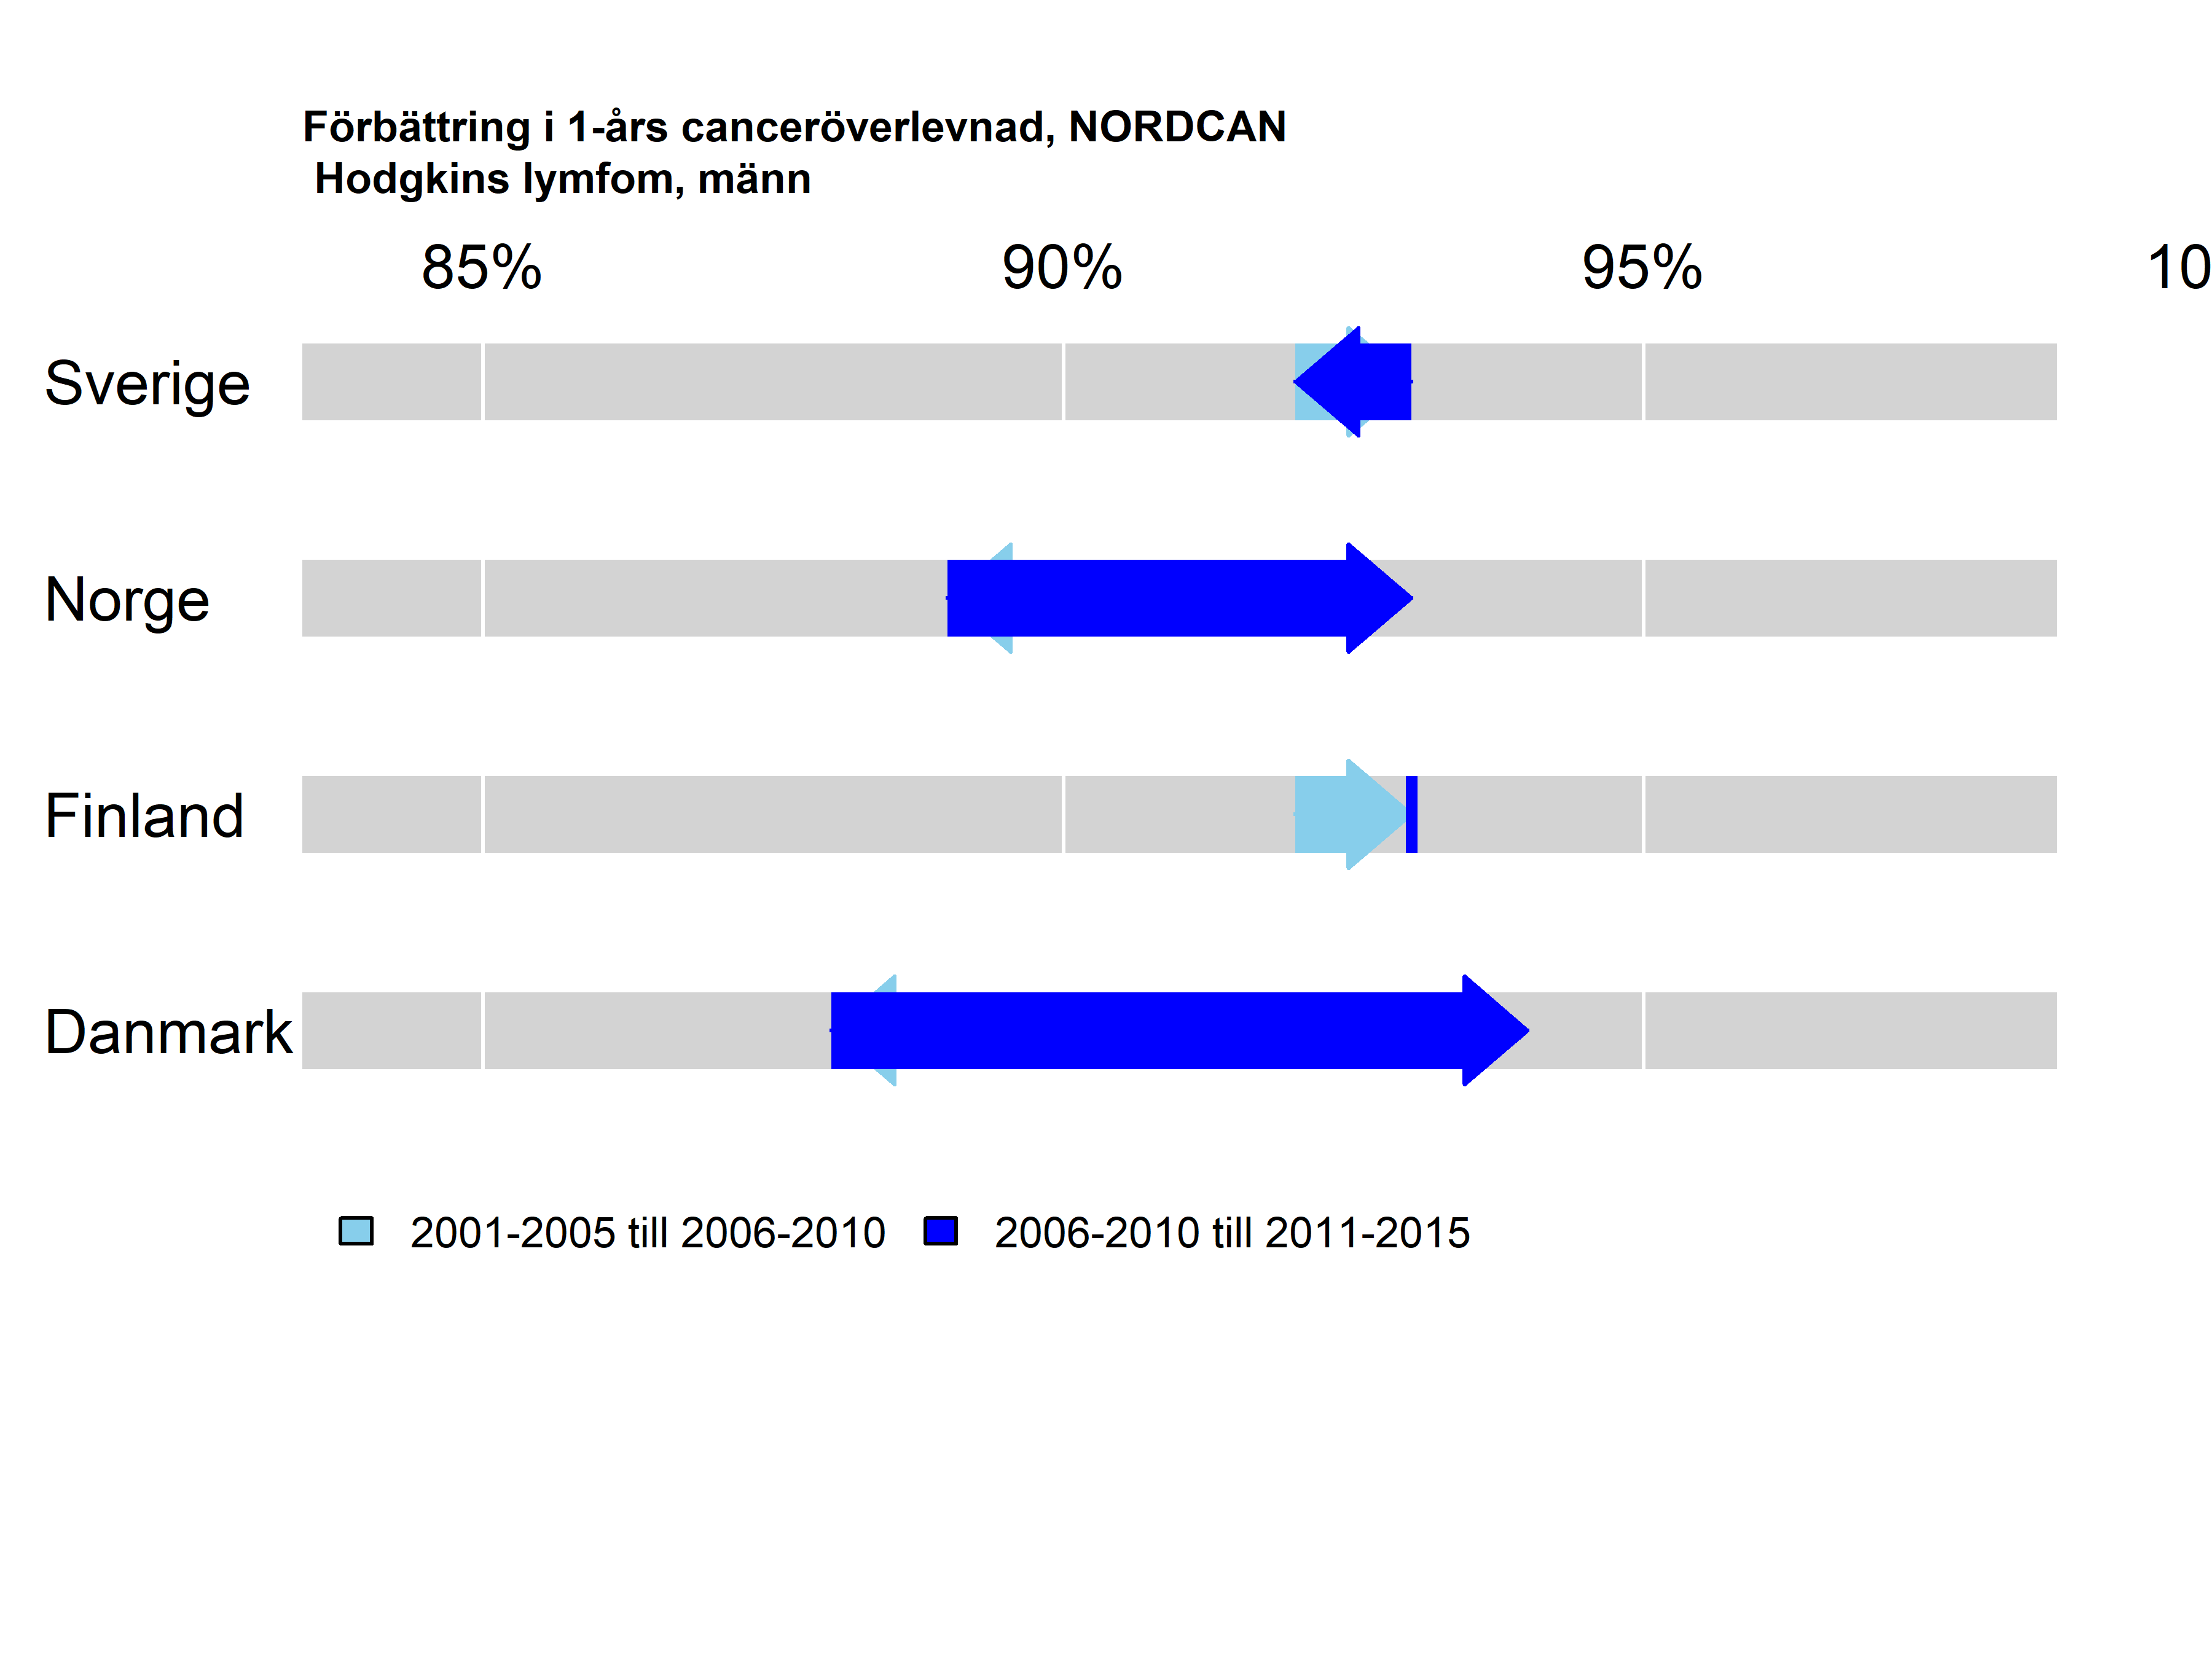 Förbättring i 1-års canceröverlevnad, NORDCAN
Hodgkins lymfom, männ
85% 90% 95% 10
Sverige
Norge
Finland
Danmark
2001-2005 till 2006-2010 2006-2010 till 2011-2015